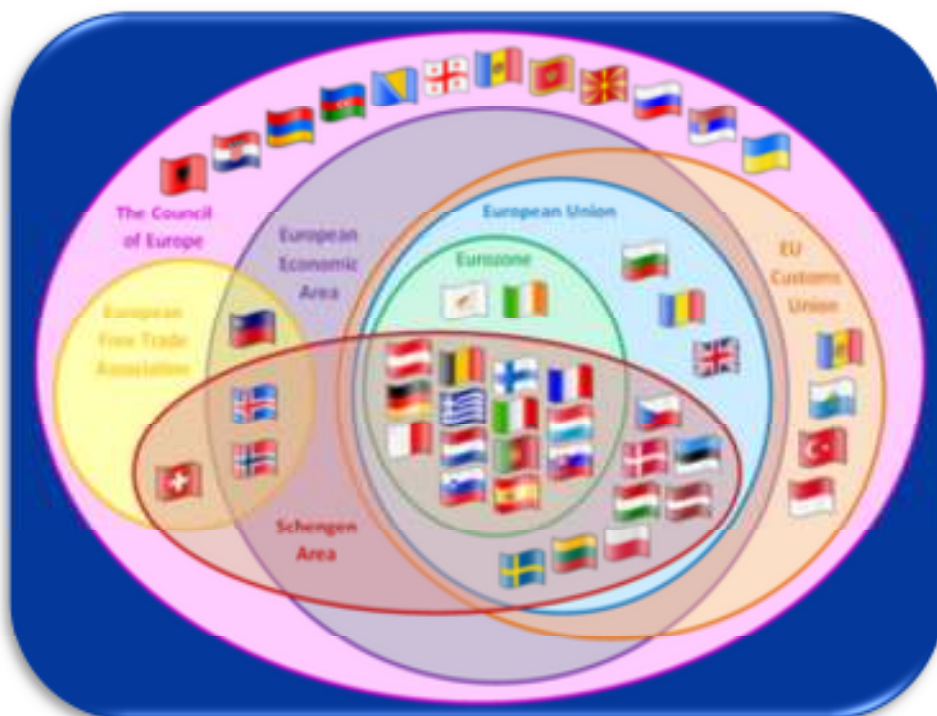 The Council
of Europe
European
Economic
Area
European Union
Eurozone
EU
Customs
Union
European
Free Trade
Association
Schengen
Area